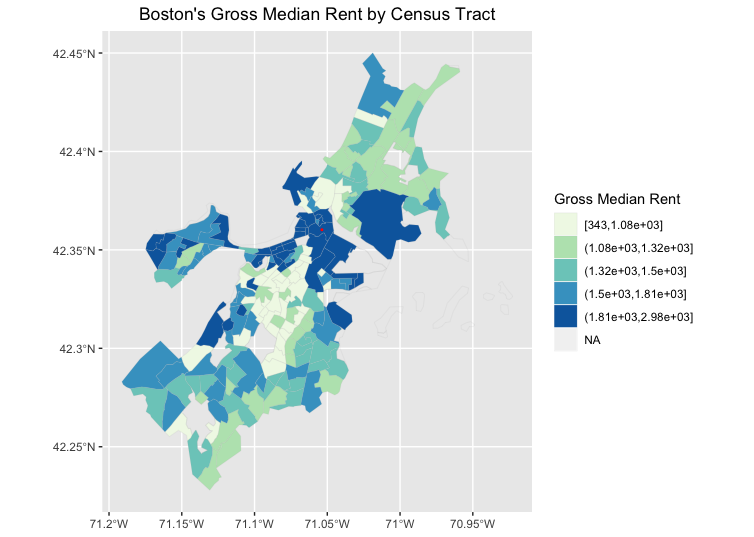 Boston's Gross Median Rent by Census Tract
42.45°N
42.4°N
42.35°N
42.3°N
42.25°N
71.2°W
71.15°W
71.1°W
71.05°W
71°W
70.95°W
Gross Median Rent
[343,1.08e+03]
(1.08e+03,1.32e+03]
(1.32e+03,1.5e+03]
(1.5e+03,1.81e+03]
(1.81e+03,2.98e+03]
NA